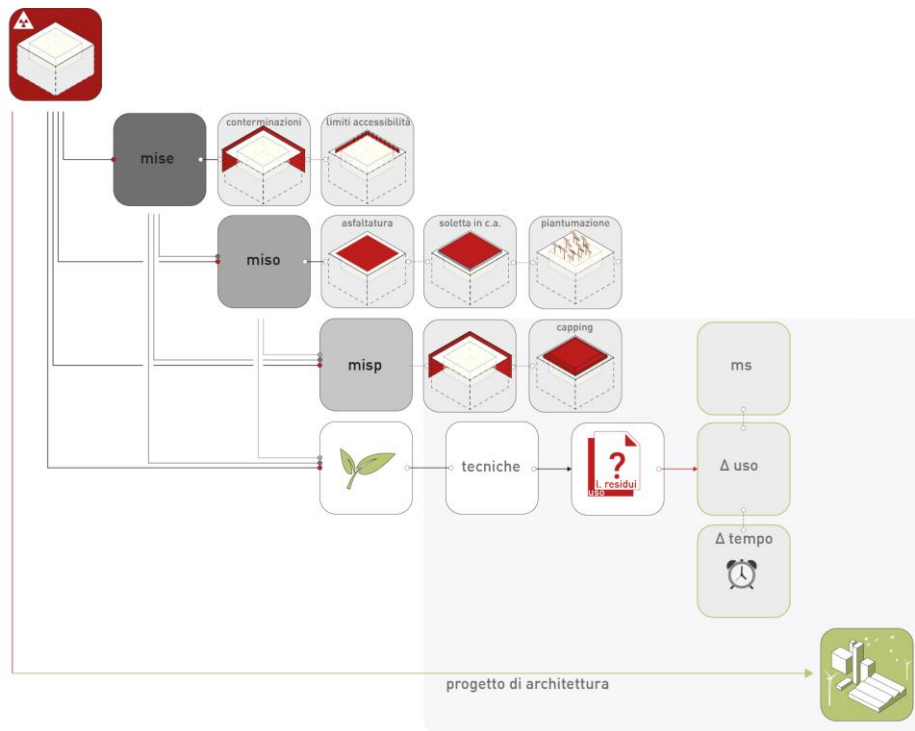 conterminazioni
limiti accessibilità
mise
asfaltatura
soletta in c.a.
piantumazione
miso
capping
misp
ms
tecniche
?
I. residui
uso
Δ uso
Δ tempo
progetto di architettura